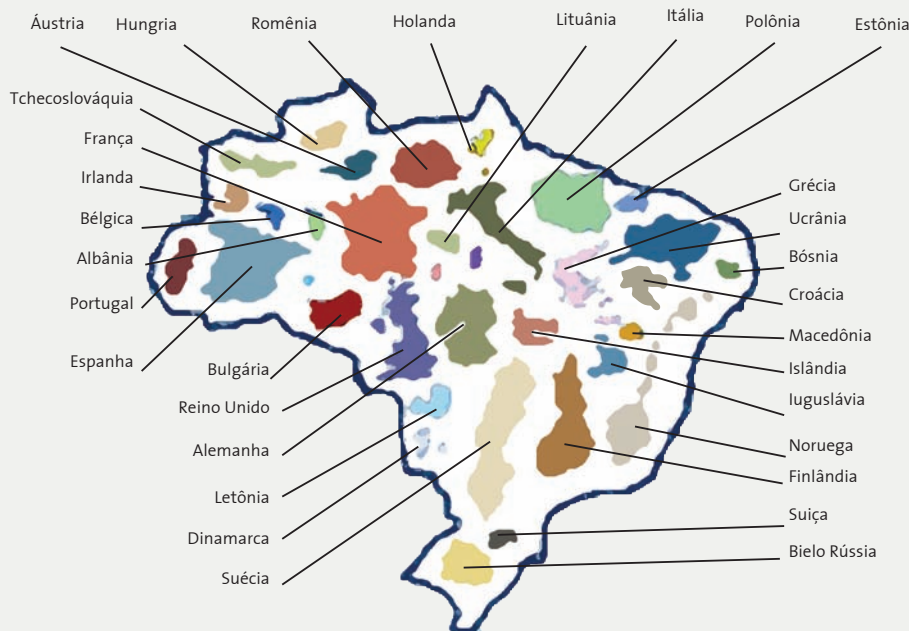 Áustria
Hungria
Romênia
Holanda
Lituânia
Itália
Polônia
Estônia
Tchecoslováquia
França
Irlanda
Bélgica
Albânia
Portugal
Espanha
Bulgária
Reino Unido
Alemanha
Letônia
Dinamarca
Suécia
Grécia
Ucrânia
Bósnia
Croácia
Macedônia
Islândia
Iuguslávia
Noruega
Finlândia
Suiça
Bielo Rússia